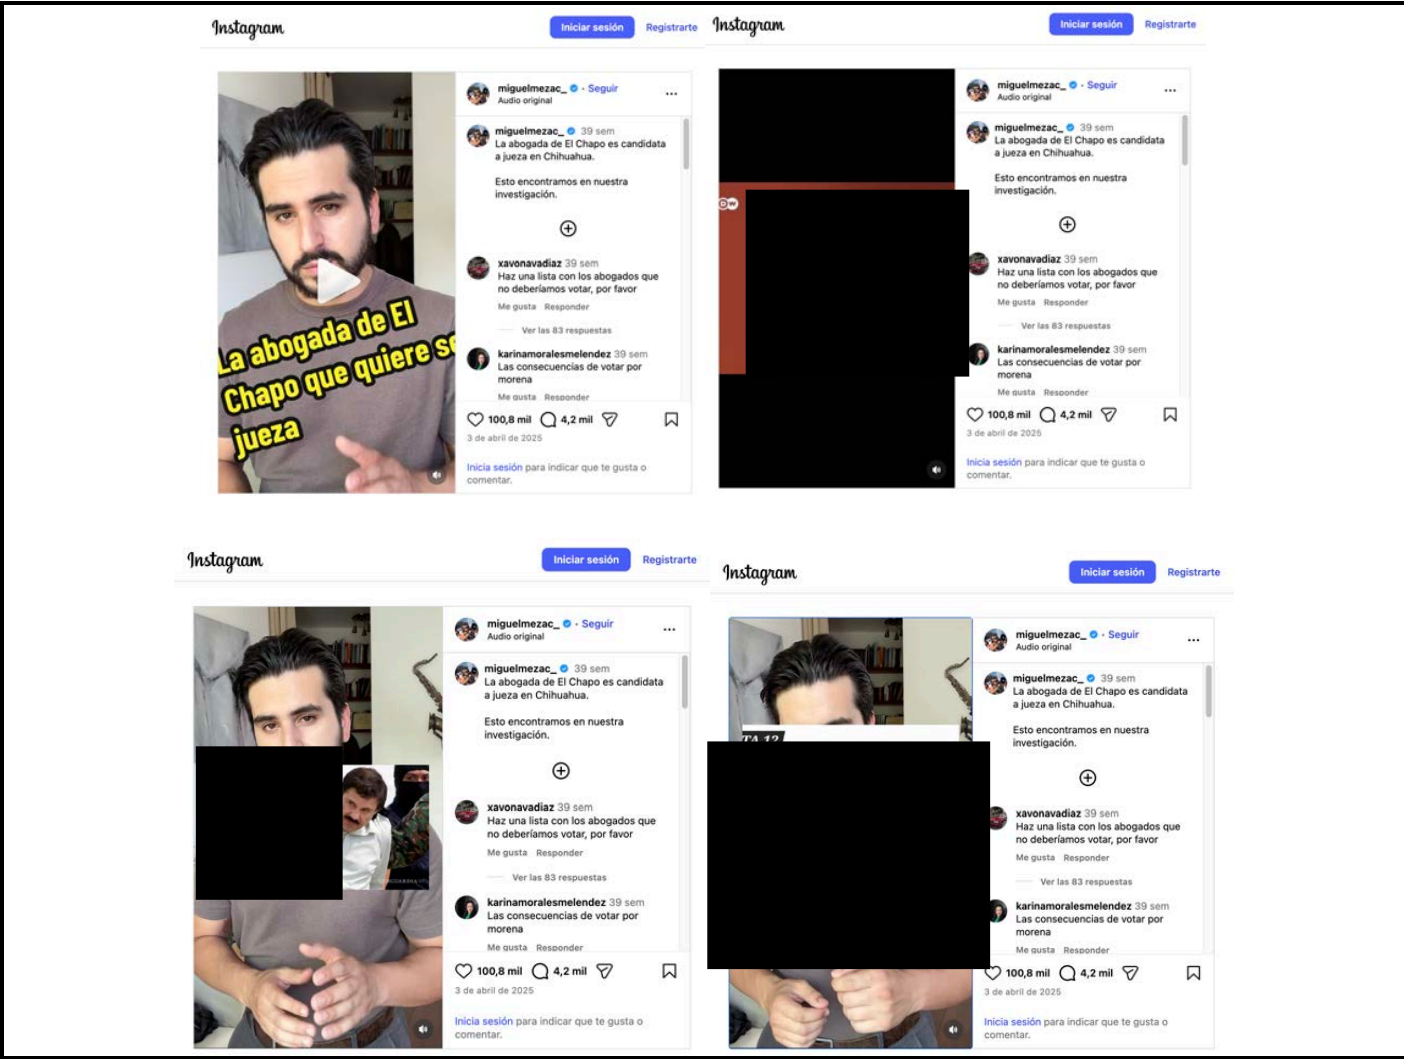 Instagram
Iniciar sesión
Registrarte
miguelmezac_ • Seguir
Audio original
miguelmezac_ 39 sem
La abogada de El Chapo es candidata
a jueza en Chihuahua.
Esto encontramos en nuestra
investigación.
xavonavadiaz 39 sem
Haz una lista con los abogados que
no deberíamos votar, por favor
Me gusta Responder
Ver las 83 respuestas
karinamoralesmelendez 39 sem
Las consecuencias de votar por
morena
Me gusta Responder
100,8 mil 4,2 mil
3 de abril de 2025
Inicia sesión para indicar que te gusta o
comentar.
La abogada de El
Chapo que quiere se
jueza
Instagram
Iniciar sesión
Registrarte
DW
miguelmezac_ • Seguir
Audio original
miguelmezac_ 39 sem
La abogada de El Chapo es candidata
a jueza en Chihuahua.
Esto encontramos en nuestra
investigación.
xavonavadiaz 39 sem
Haz una lista con los abogados que
no deberíamos votar, por favor
Me gusta Responder
Ver las 83 respuestas
karinamoralesmelendez 39 sem
Las consecuencias de votar por
morena
Me gusta Responder
100,8 mil 4,2 mil
3 de abril de 2025
Inicia sesión para indicar que te gusta o
comentar.
Instagram
Iniciar sesión
Registrarte
miguelmezac_ • Seguir
Audio original
miguelmezac_ 39 sem
La abogada de El Chapo es candidata
a jueza en Chihuahua.
Esto encontramos en nuestra
investigación.
xavonavadiaz 39 sem
Haz una lista con los abogados que
no deberíamos votar, por favor
Me gusta Responder
Ver las 83 respuestas
karinamoralesmelendez 39 sem
Las consecuencias de votar por
morena
Me gusta Responder
100,8 mil 4,2 mil
3 de abril de 2025
Inicia sesión para indicar que te gusta o
comentar.
Instagram
Iniciar sesión
Registrarte
TA 12
miguelmezac_ • Seguir
Audio original
miguelmezac_ 39 sem
La abogada de El Chapo es candidata
a jueza en Chihuahua.
Esto encontramos en nuestra
investigación.
xavonavadiaz 39 sem
Haz una lista con los abogados que
no deberíamos votar, por favor
Me gusta Responder
Ver las 83 respuestas
karinamoralesmelendez 39 sem
Las consecuencias de votar por
morena
Me gusta Responder
100,8 mil 4,2 mil
3 de abril de 2025
Inicia sesión para indicar que te gusta o
comentar.